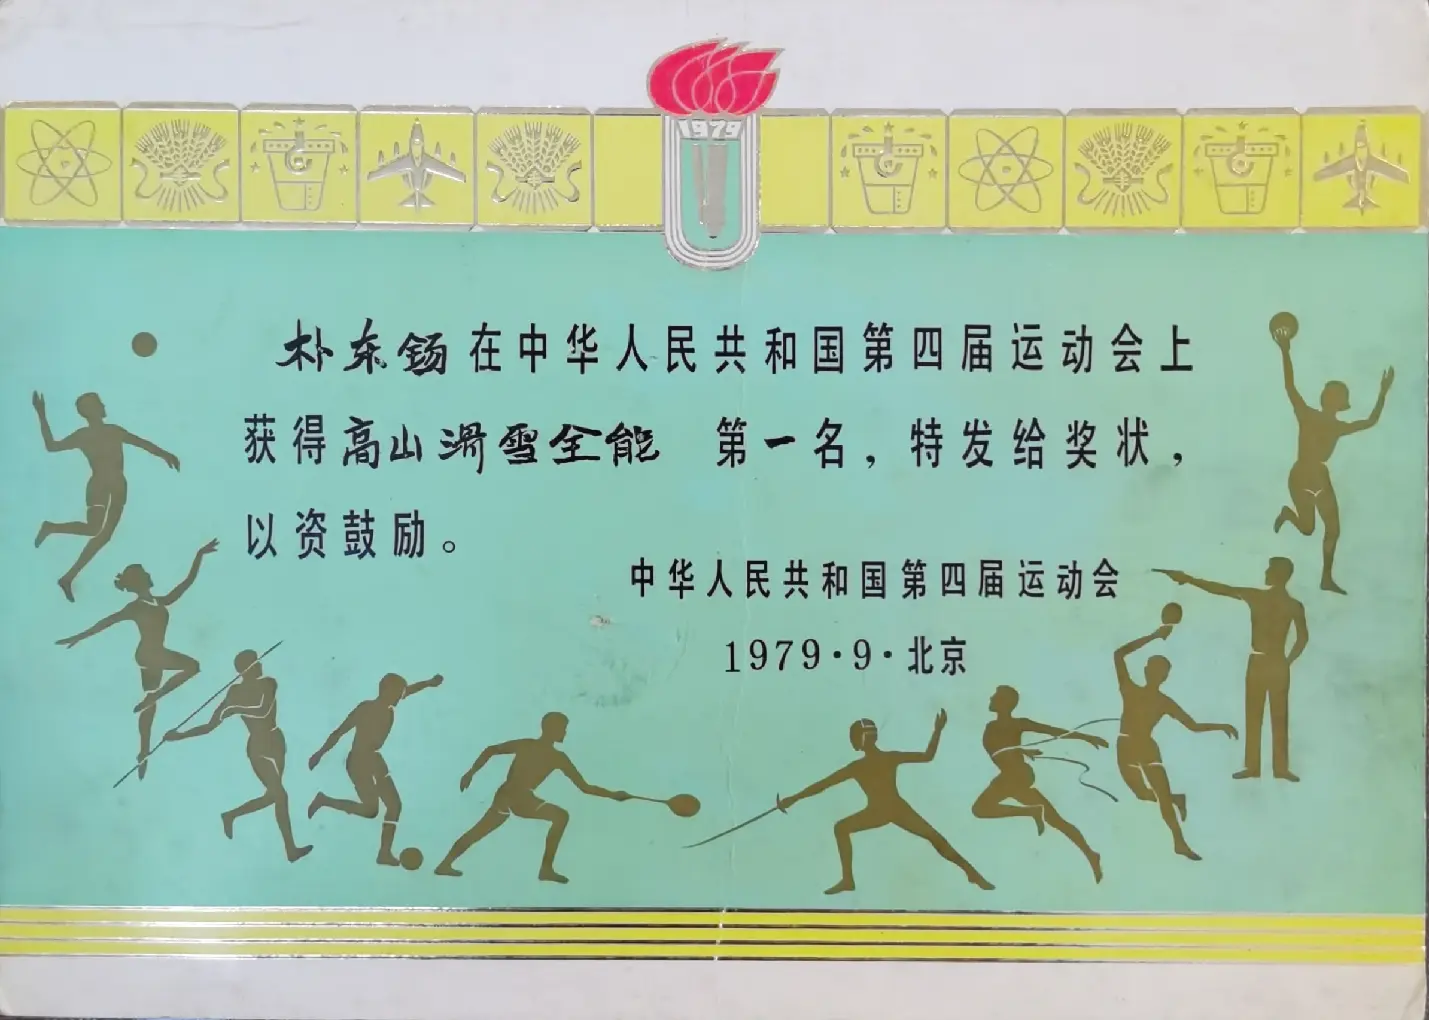 1979
朴东钖在中华人民共和国第四届运动会上
获得高山滑雪全能 第一名，特发给奖状，
以资鼓励。
中华人民共和国第四届运动会
1979·9·北京